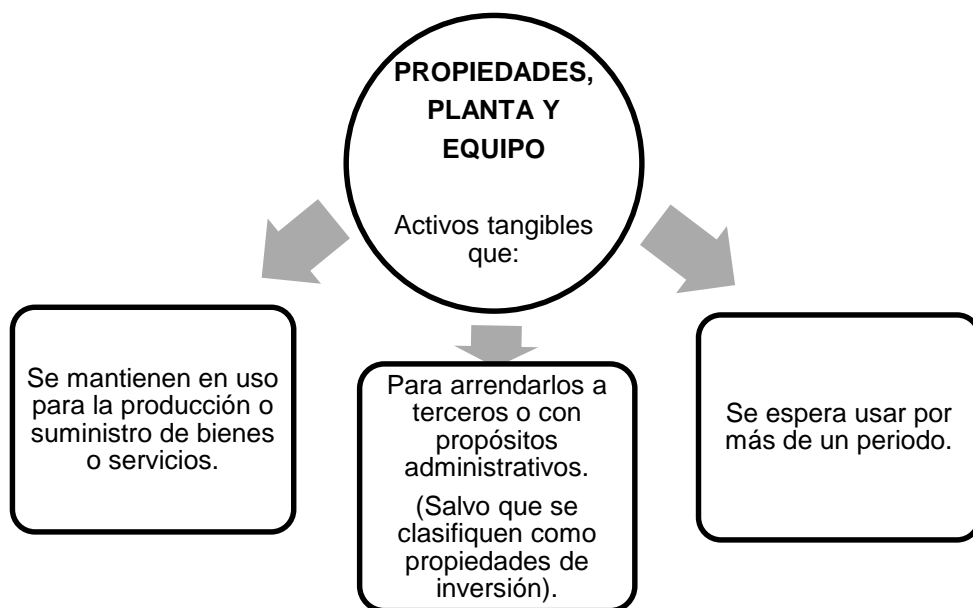 PROPIEDADES,
PLANTA Y
EQUIPO
Activos tangibles
que:
Se mantienen en uso
para la producción o
suministro de bienes
o servicios.
Para arrendarlos a
terceros o con
propósitos
administrativos.
(Salvo que se
clasifiquen como
propiedades de
inversión).
Se espera usar por
más de un periodo.